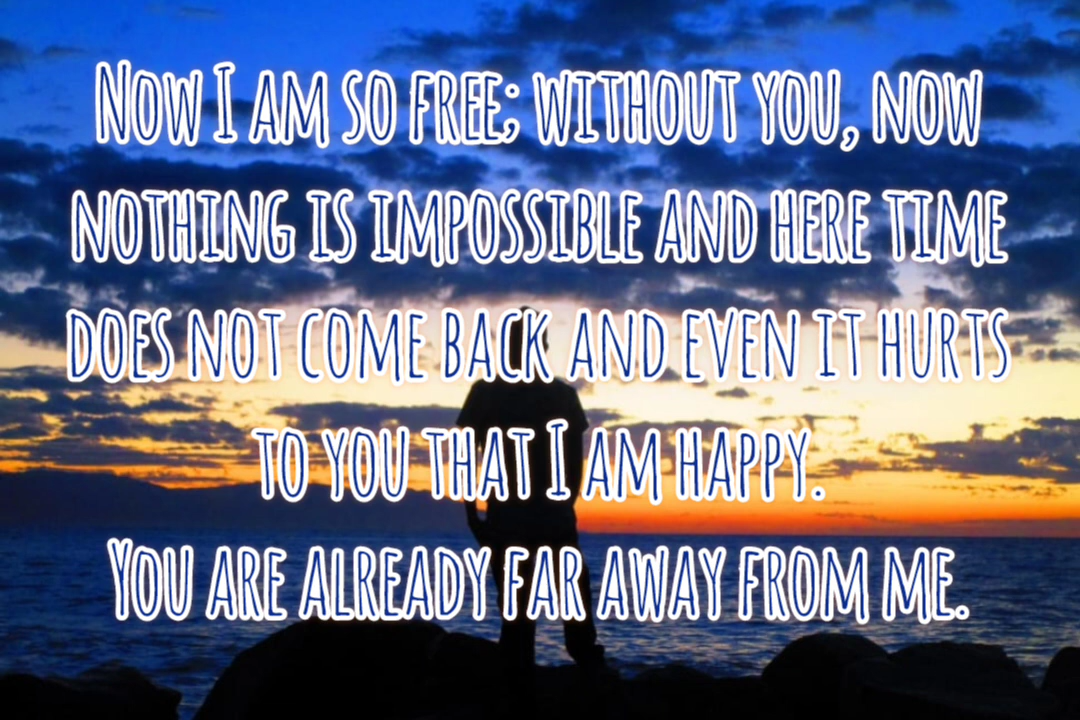 Now I am so free; without you, now
nothing is impossible and here time
does not come back and even it hurts
to you that I am happy.
You are already far away from me.